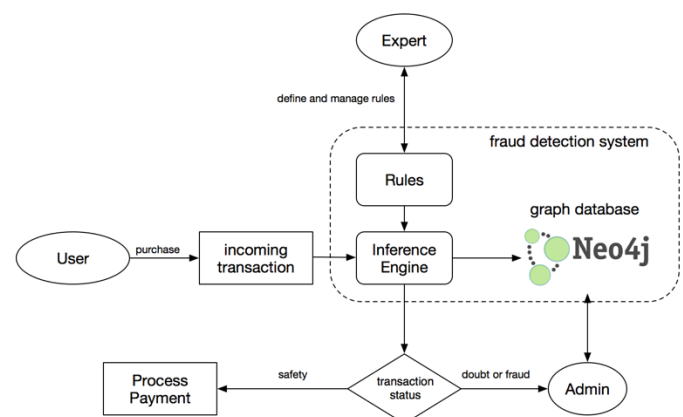 Expert
define and manage rules
fraud detection system
Rules
graph database
User
purchase
incoming
transaction
Inference
Engine
Neo4j
safety
transaction
status
doubt or fraud
Process
Payment
Admin